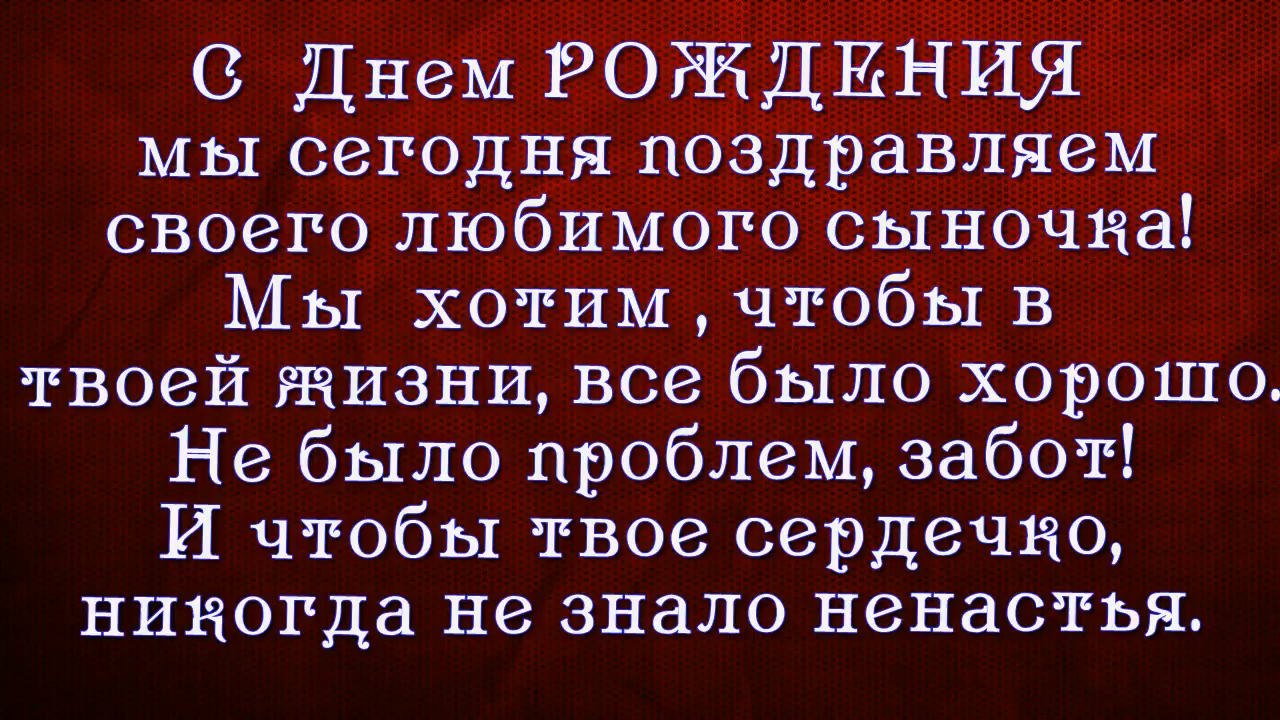 С Днем РОЖДЕНИЯ
мы сегодня поздравляем
своего любимого сыночка!
Мы хотим , чтобы в
твоей жизни, все было хорошо.
Не было проблем, забот!
И чтобы твое сердечко,
никогда не знало ненастья.